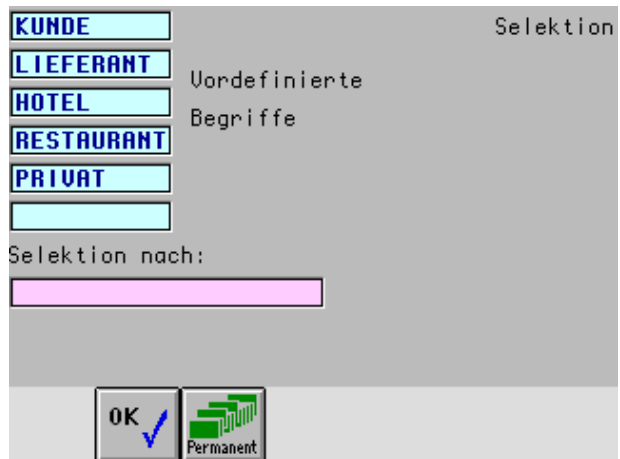 KUNDE
Selektion
LIEFERANT
Vordefinierte
HOTEL
Begriffe
RESTAURANT
PRIVAT
Selektion nach:
OK
Permanent